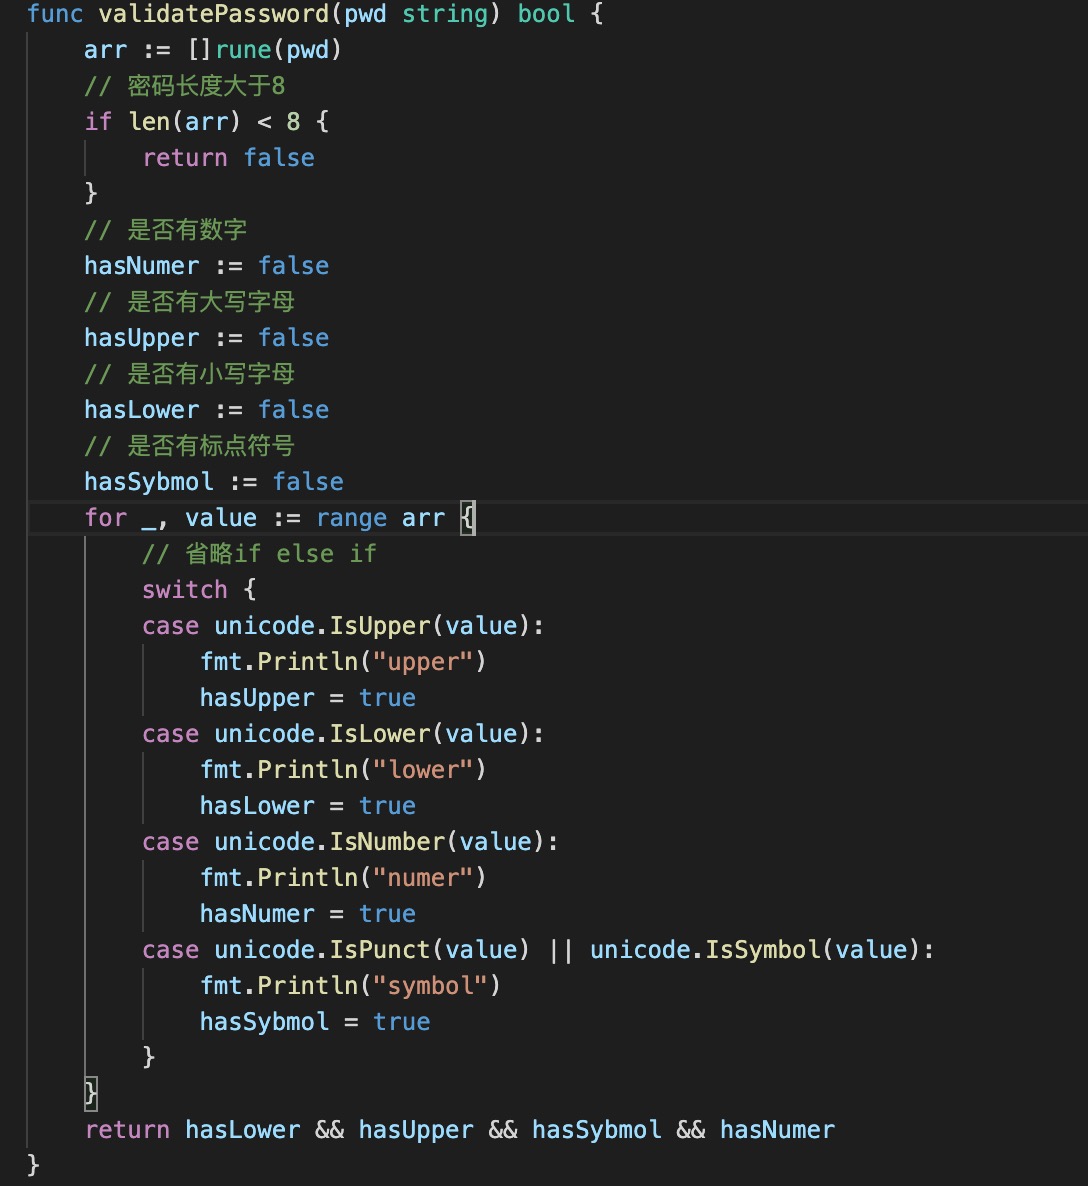 func validatePassword(pwd string) bool {
arr := []rune(pwd)
// 密码长度大于8
if len(arr) < 8 {
return false
}
// 是否有数字
hasNumer := false
// 是否有大写字母
hasUpper := false
// 是否有小写字母
hasLower := false
// 是否有标点符号
hasSybmol := false
for _, value := range arr {
// 省略if else if
switch {
case unicode.IsUpper(value):
fmt.Println("upper")
hasUpper = true
case unicode.IsLower(value):
fmt.Println("lower")
hasLower = true
case unicode.IsNumber(value):
fmt.Println("numer")
hasNumer = true
case unicode.IsPunct(value) || unicode.IsSymbol(value):
fmt.Println("symbol")
hasSybmol = true
}
}
return hasLower && hasUpper && hasSybmol && hasNumer
}